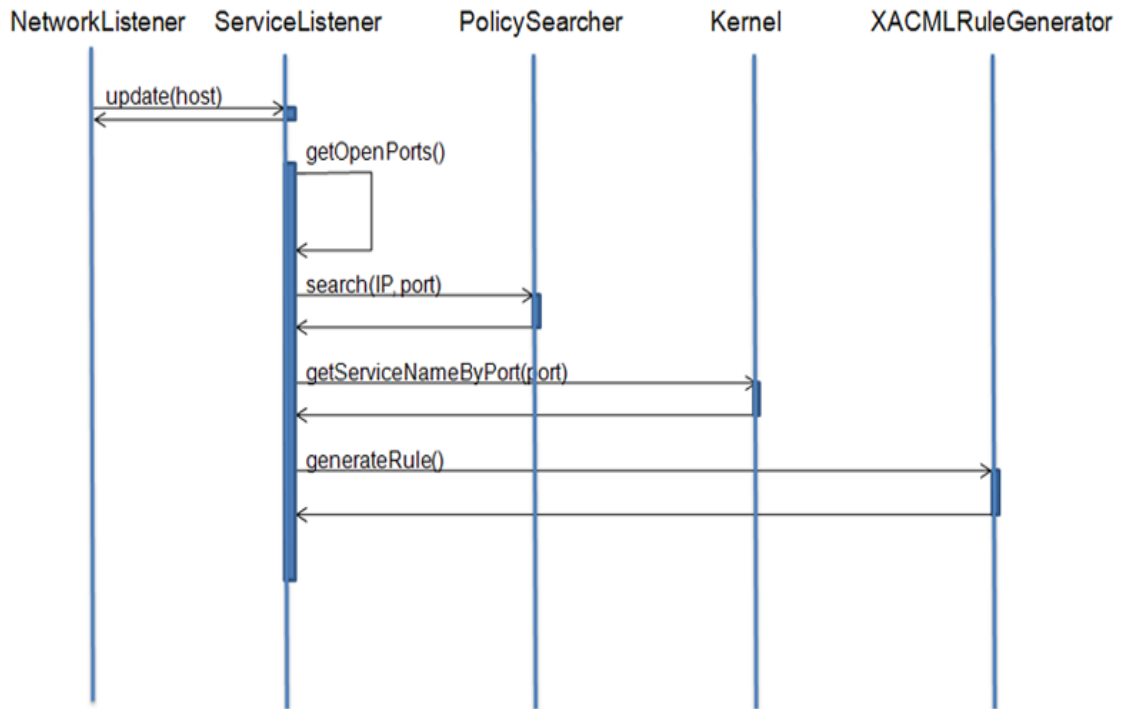 NetworkListener ServiceListener PolicySearcher Kernel XACMLRuleGenerator
update(host)
getOpenPorts()
search(IP, port)
getServiceNameByPort(port)
generateRule()